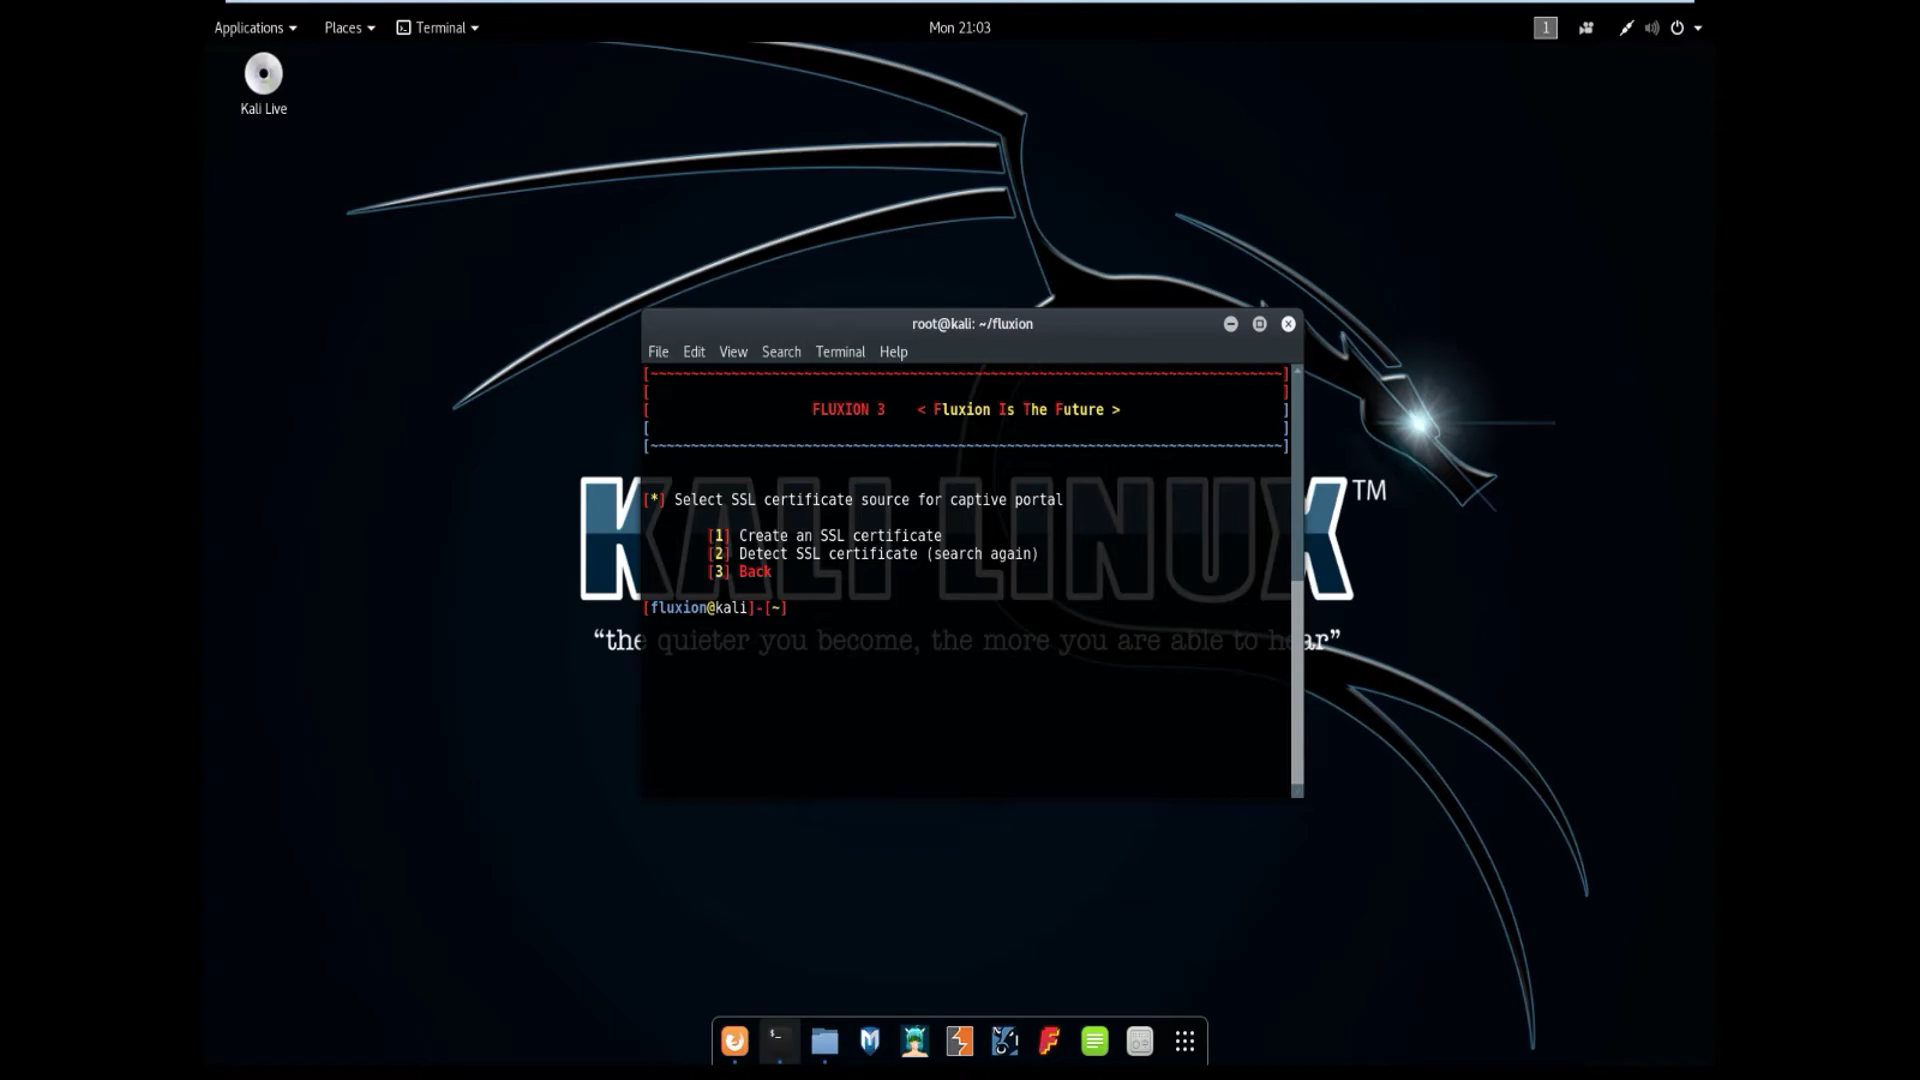 Applications Places Terminal Mon 21:03 1
Kali Live
root@kali: ~/fluxion
File Edit View Search Terminal Help
[~~~~~~~~~~~~~~~~~~~~~~~~~~~~~~~~~~~~~~~~~~~~~~~~~~~~~~~~~~~~~~~~~~~~~~~~~~~~~~]
[ ]
[ FLUXION 3 < Fluxion Is The Future > ]
[ ]
[~~~~~~~~~~~~~~~~~~~~~~~~~~~~~~~~~~~~~~~~~~~~~~~~~~~~~~~~~~~~~~~~~~~~~~~~~~~~~~]
[*] Select SSL certificate source for captive portal
[1] Create an SSL certificate
[2] Detect SSL certificate (search again)
[3] Back
[fluxion@kali]-[~]
KALI LINUX TM
“the quieter you become, the more you are able to hear”